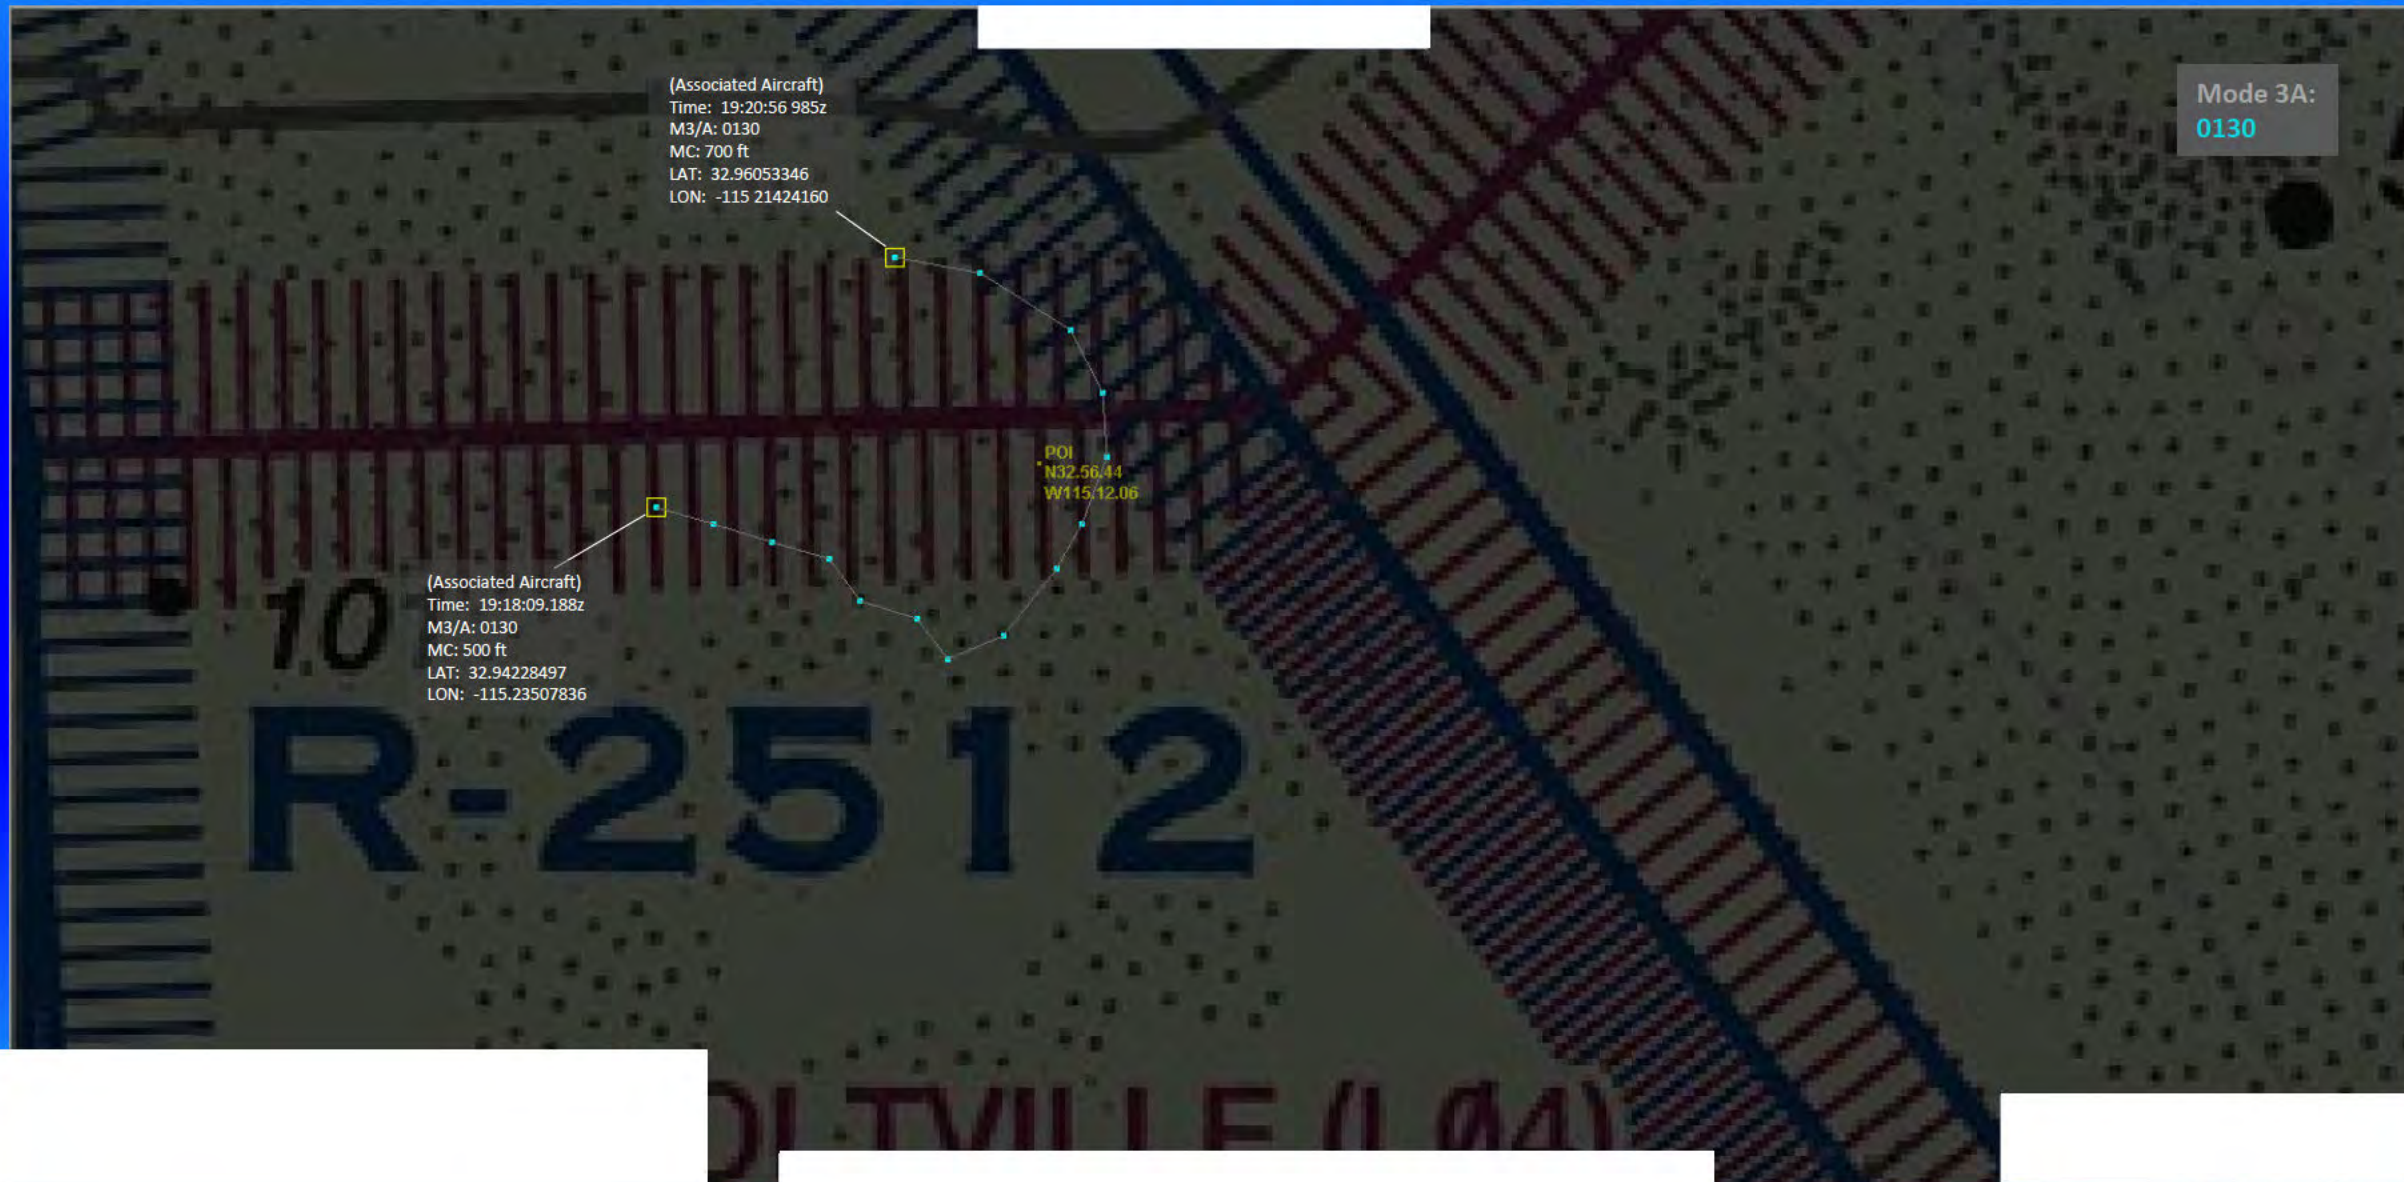 (Associated Aircraft)
Time: 19:20:56 985z
M3/A: 0130
MC: 700 ft
LAT: 32.96053346
LON: -115 21424160
Mode 3A:
0130
POI
N32.56.44
W115.12.06
(Associated Aircraft)
Time: 19:18:09.188z
M3/A: 0130
MC: 500 ft
LAT: 32.94228497
LON: -115.23507836
10
R-2512
OLTVILLE (LØ4)